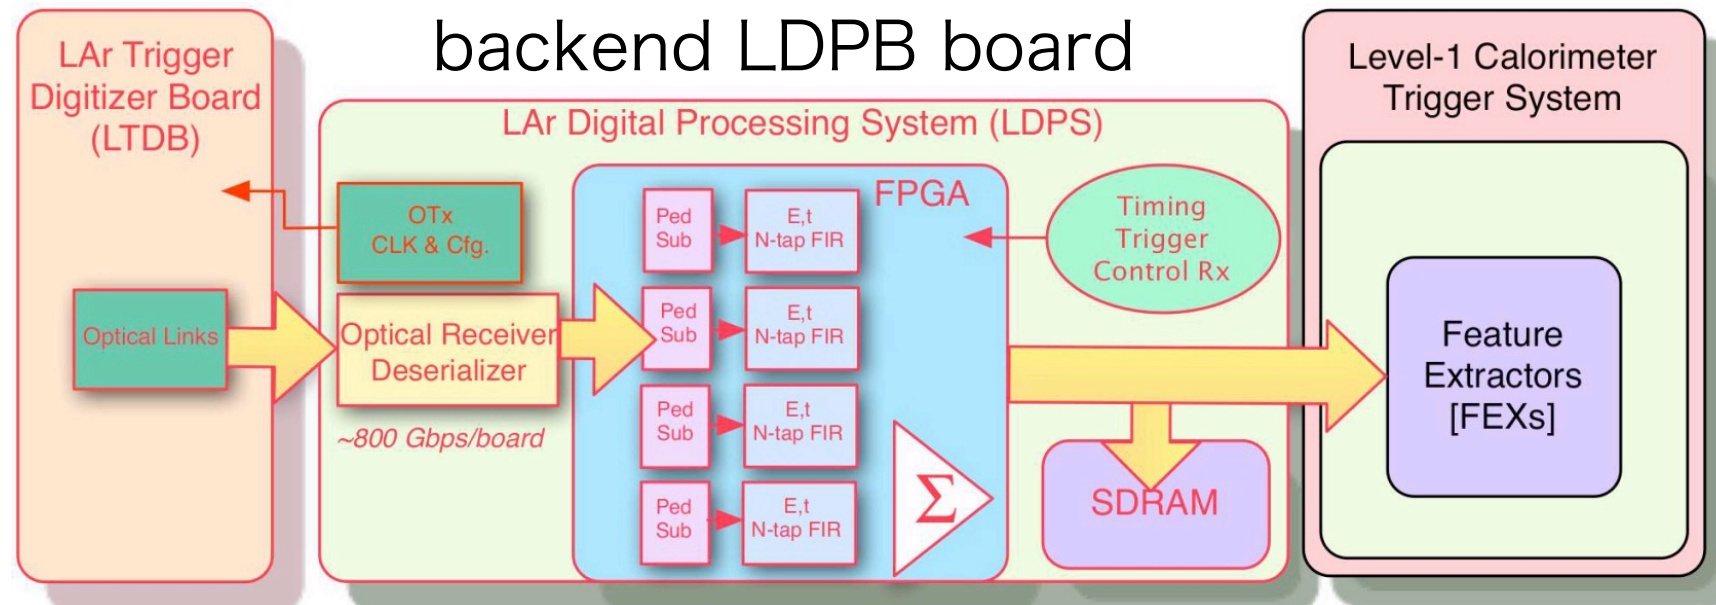 backend LDPB board
LAr Trigger
Digitizer Board
(LTDB)
Optical Links
LAr Digital Processing System (LDPS)
OTx
CLK & Cfg.
Optical Receiver
Deserializer
~800 Gbps/board
FPGA
Ped
Sub
E,t
N-tap FIR
Ped
Sub
E,t
N-tap FIR
Ped
Sub
E,t
N-tap FIR
Ped
Sub
E,t
N-tap FIR
Σ
Timing
Trigger
Control Rx
SDRAM
Level-1 Calorimeter
Trigger System
Feature
Extractors
[FEXs]